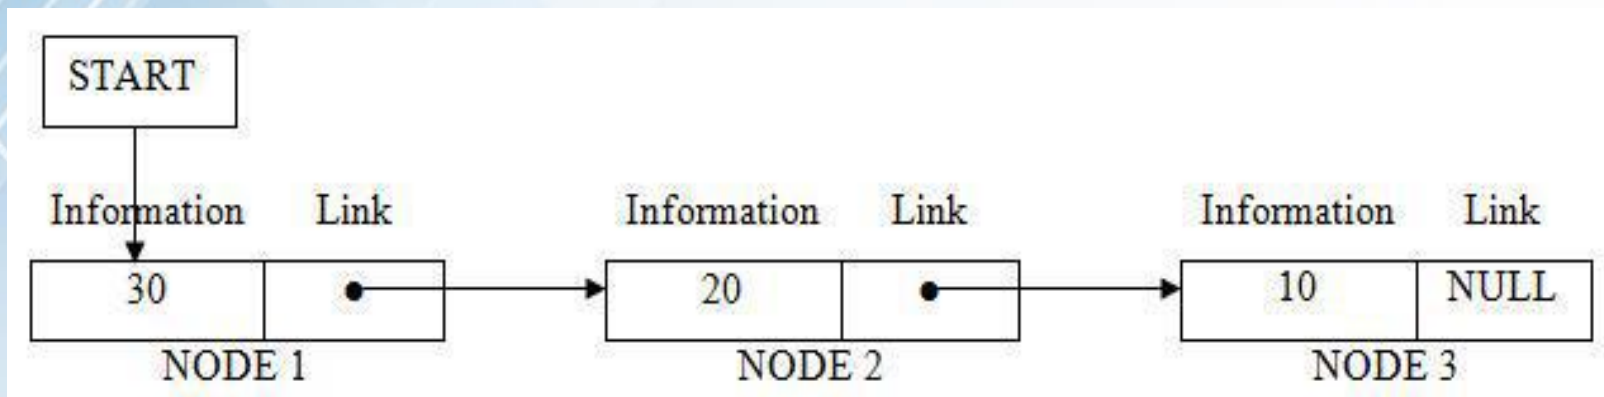 START
Information Link Information Link Information Link
30 20 10 NULL
NODE 1 NODE 2 NODE 3